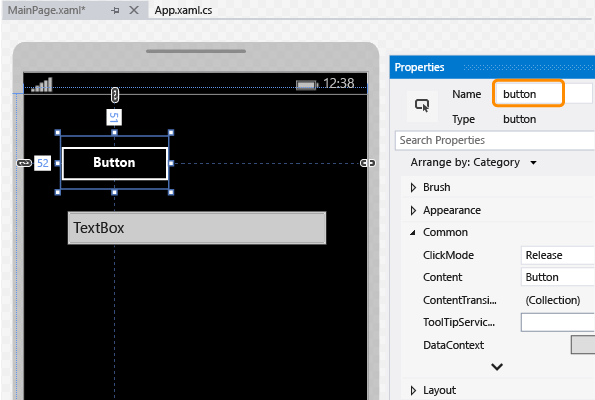 MainPage.xaml*
App.xaml.cs
12:38
51
52
Button
TextBox
Properties
Name
button
Type
button
Search Properties
Arrange by: Category
Brush
Appearance
Common
ClickMode
Release
Content
Button
ContentTransi...
(Collection)
ToolTipServic...
DataContext
Layout